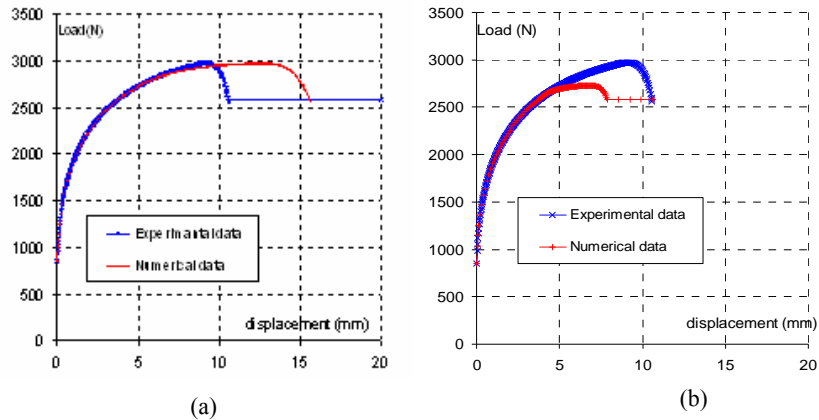 Load(N)
3500
3000
2500
2000
1500
1000
500
0
Experimantal data
Numerical data
displacement (mm)
0 5 10 15 20
(a)
Load (N)
3500
3000
2500
2000
1500
1000
500
0
Experimental data
Numerical data
displacement (mm)
0 5 10 15 20
(b)